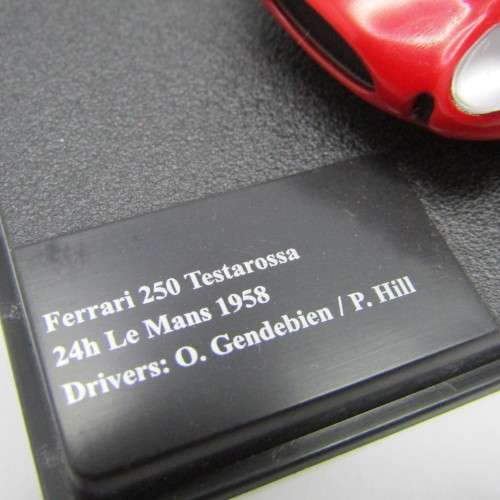 Ferrari 250 Testarossa
24h Le Mans 1958
Drivers: O. Gendebien / P. Hill